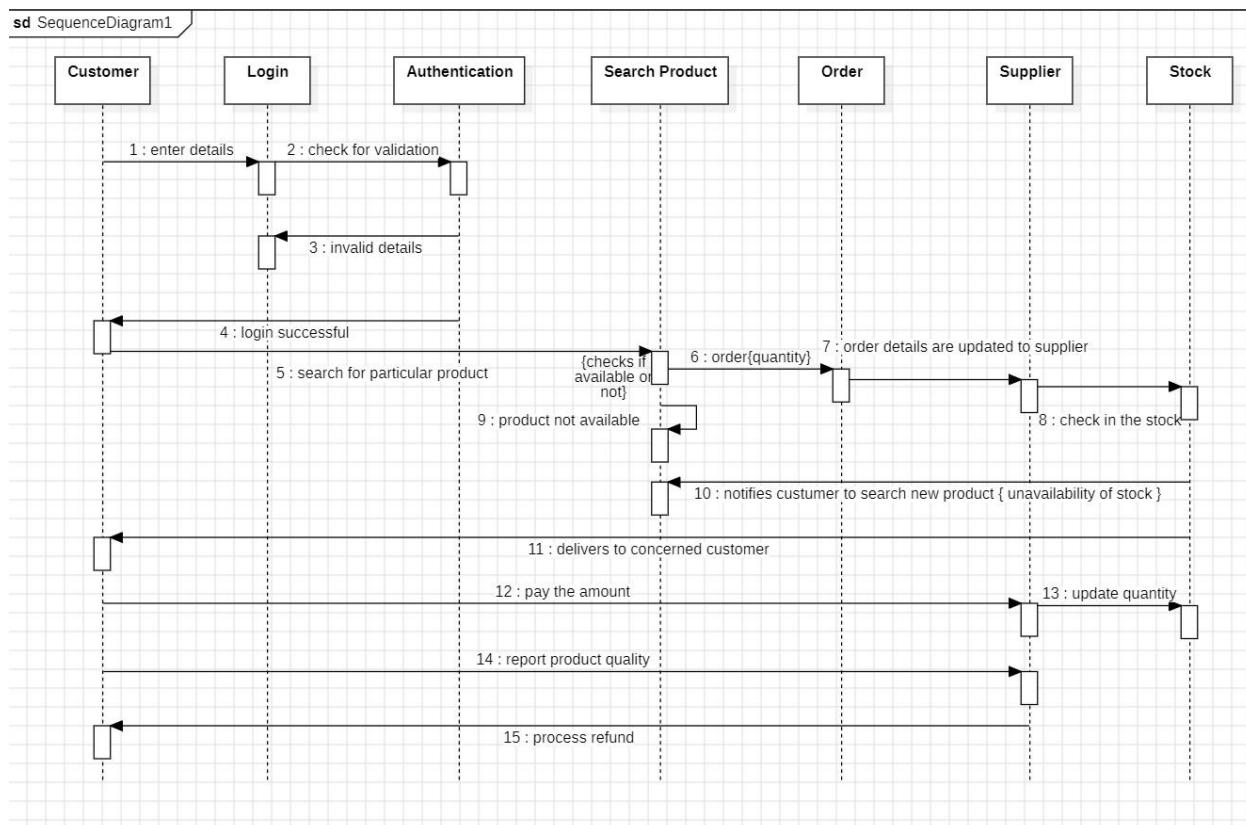 sd SequenceDiagram1
Customer
Login
Authentication
Search Product
Order
Supplier
Stock
1 : enter details
2 : check for validation
3 : invalid details
4 : login successful
5 : search for particular product
{checks if
available or
not}
6 : order{quantity}
7 : order details are updated to supplier
8 : check in the stock
9 : product not available
10 : notifies custumer to search new product { unavailability of stock }
11 : delivers to concerned customer
12 : pay the amount
13 : update quantity
14 : report product quality
15 : process refund